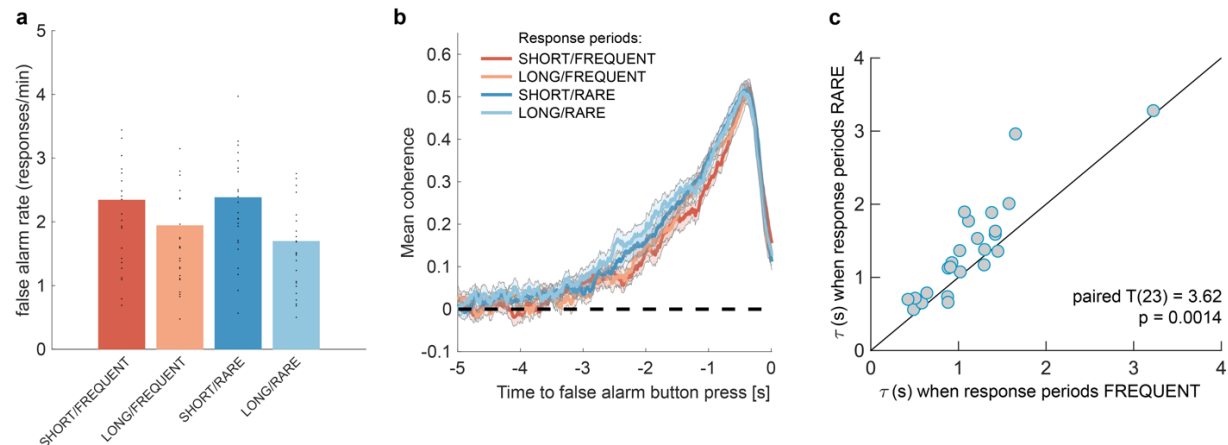 a
false alarm rate (responses/min)
5
4
3
2
1
0
SHORT/FREQUENT
LONG/FREQUENT
SHORT/RARE
LONG/RARE
b
Response periods:
SHORT/FREQUENT
LONG/FREQUENT
SHORT/RARE
LONG/RARE
Mean coherence
0.6
0.5
0.4
0.3
0.2
0.1
0
-0.1
-5
-4
-3
-2
-1
0
Time to false alarm button press [s]
c
τ (s) when response periods RARE
4
3
2
1
0
paired T(23) = 3.62
p = 0.0014
0
1
2
3
4
τ (s) when response periods FREQUENT